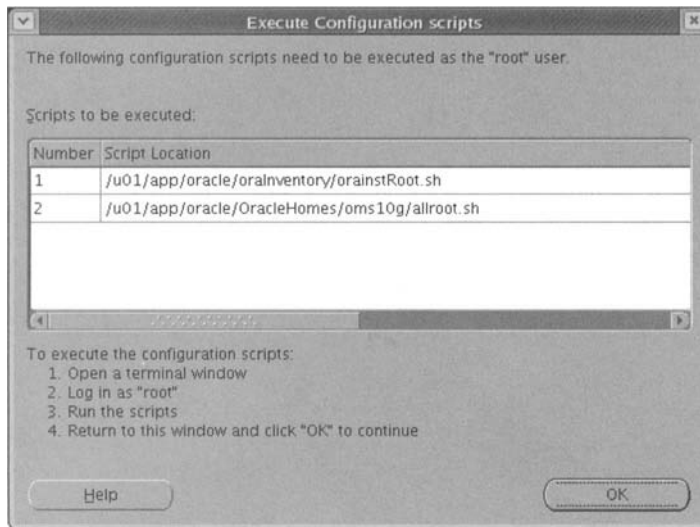 Execute Configuration scripts
The following configuration scripts need to be executed as the "root" user.
Scripts to be executed:
Number Script Location
1 /u01/app/oracle/oraInventory/orainstRoot.sh
2 /u01/app/oracle/OracleHomes/oms10g/allroot.sh
To execute the configuration scripts:
1. Open a terminal window
2. Log in as "root"
3. Run the scripts
4. Return to this window and click "OK" to continue
Help OK